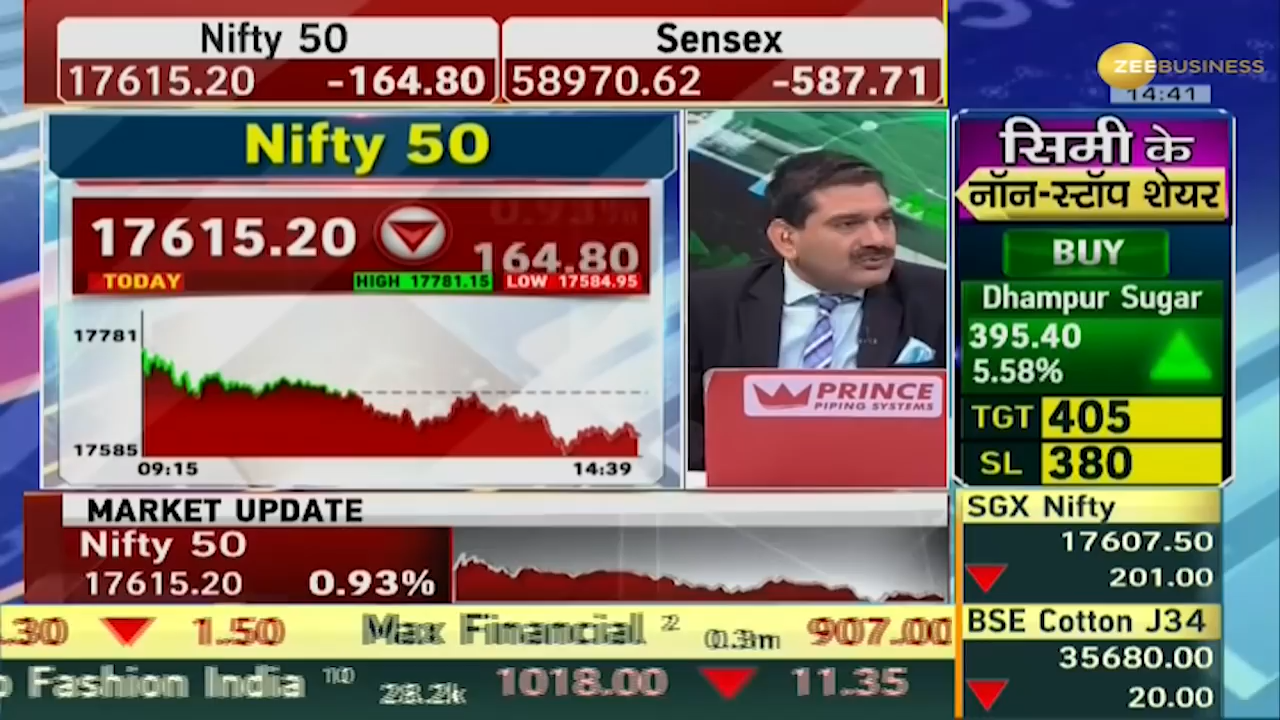 Nifty 50
17615.20 -164.80
Sensex
58970.62 -587.71
ZEEBUSINESS
14:41
Nifty 50
17615.20
164.80
TODAY
HIGH 17781.15
LOW 17584.95
17781
17585
09:15
14:39
PRINCE
PIPING SYSTEMS
सिमी के
नॉन-स्टॉप शेयर
BUY
Dhampur Sugar
395.40
5.58%
TGT 405
SL 380
MARKET UPDATE
Nifty 50
17615.20 0.93%
SGX Nifty
17607.50
201.00
BSE Cotton J34
35680.00
20.00
.30 1.50 Max Financial 2 907.00
Fashion India 10 28.2k 1018.00 11.35